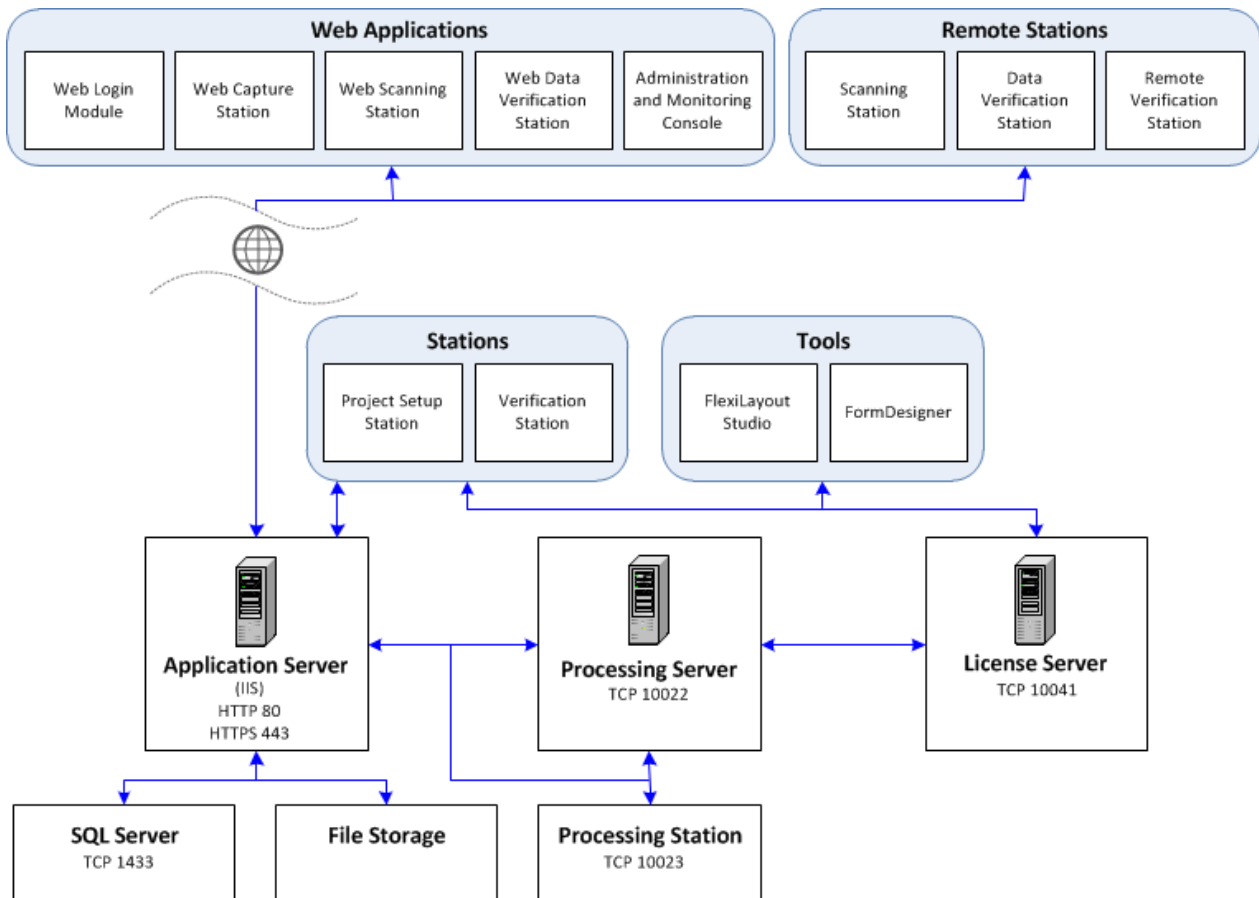 Web Applications
Web Login
Module
Web Capture
Station
Web Scanning
Station
Web Data
Verification
Station
Administration
and Monitoring
Console
Remote Stations
Scanning
Station
Data
Verification
Station
Remote
Verification
Station
Stations
Project Setup
Station
Verification
Station
Tools
FlexiLayout
Studio
FormDesigner
Application Server
(IIS)
HTTP 80
HTTPS 443
Processing Server
TCP 10022
License Server
TCP 10041
SQL Server
TCP 1433
File Storage
Processing Station
TCP 10023